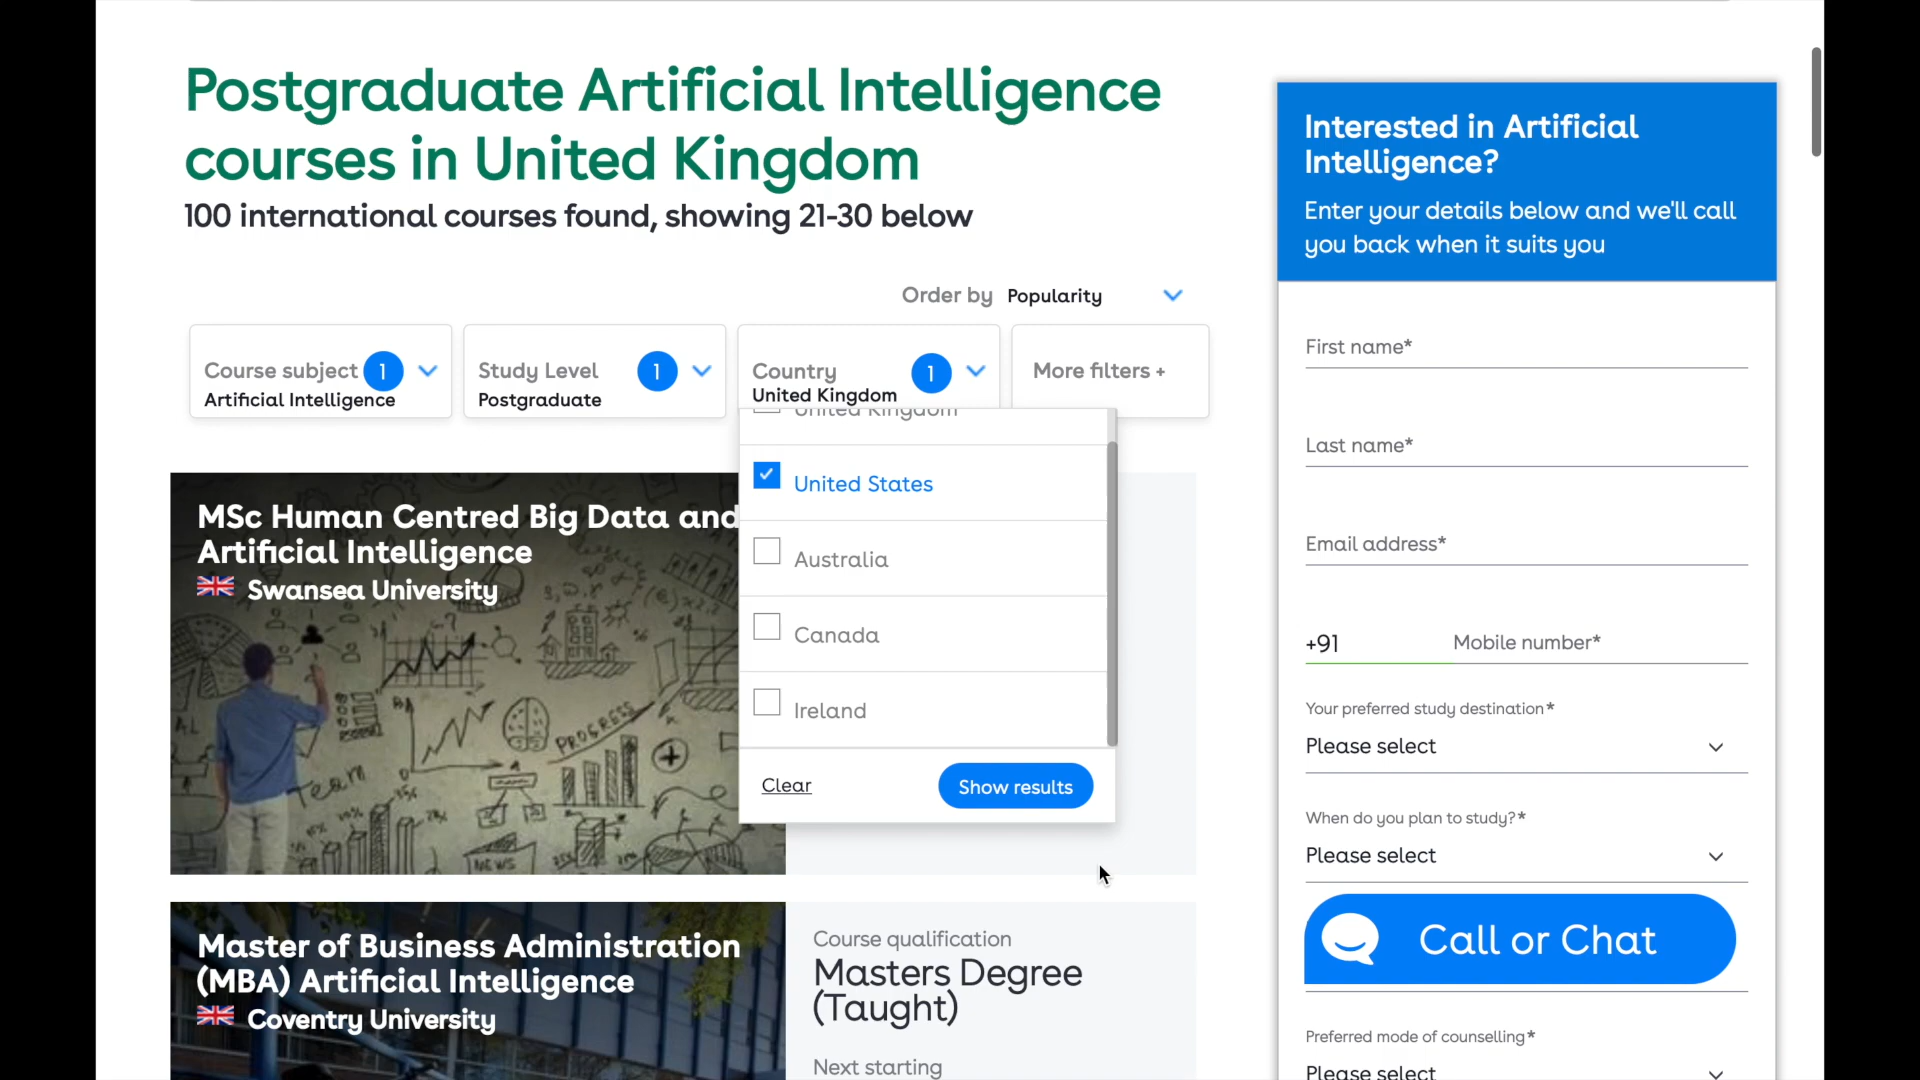 Postgraduate Artificial Intelligence
courses in United Kingdom
100 international courses found, showing 21-30 below
Order by Popularity
Course subject 1
Artificial Intelligence
Study Level 1
Postgraduate
Country 1
United Kingdom
More filters +
United Kingdom
United States
Australia
Canada
Ireland
Clear
Show results
MSc Human Centred Big Data and
Artificial Intelligence
Swansea University
PROGRESS
Team
NEWS
Master of Business Administration
(MBA) Artificial Intelligence
Coventry University
Course qualification
Masters Degree
(Taught)
Next starting
Interested in Artificial
Intelligence?
Enter your details below and we'll call
you back when it suits you
First name*
Last name*
Email address*
+91 Mobile number*
Your preferred study destination*
Please select
When do you plan to study?*
Please select
Call or Chat
Preferred mode of counselling*
Please select